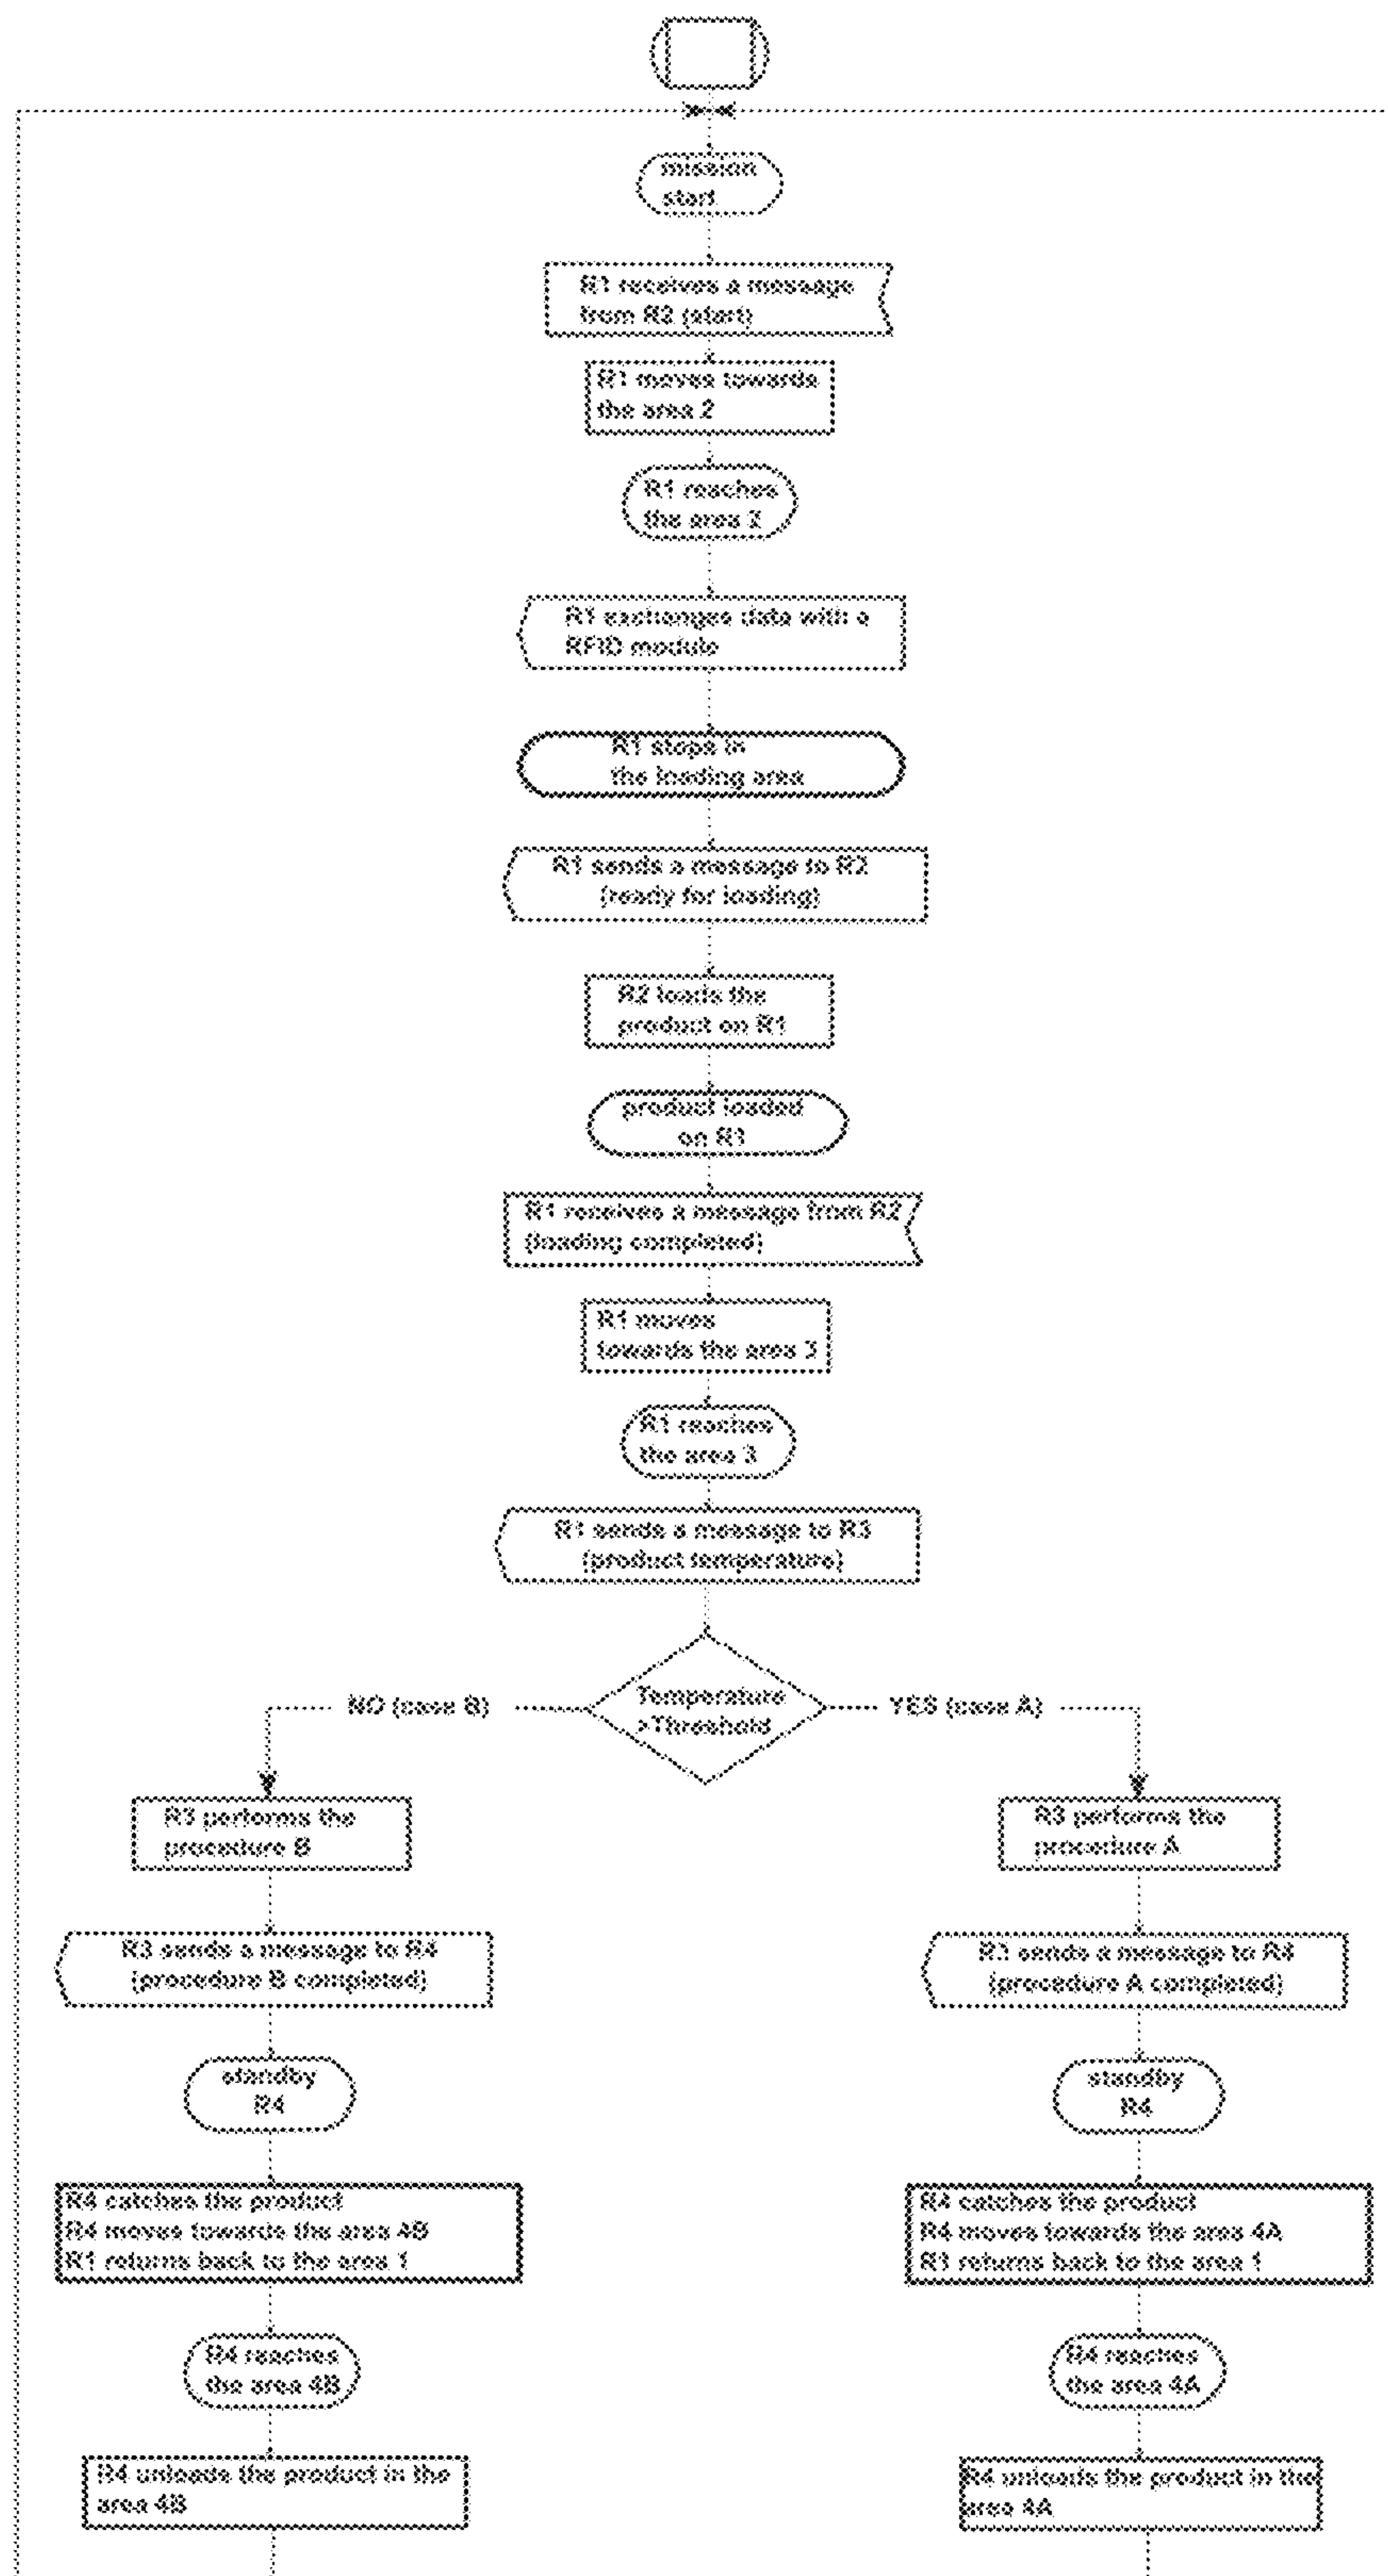 mission
start
R1 receives a message
from R2 (start)
R1 moves towards
the area 2
R1 reaches
the area 2
R1 exchanges data with a
RFID module
R1 stops in
the loading area
R1 sends a message to R2
(ready for loading)
R2 loads the
product on R1
product loaded
on R1
R1 receives a message from R2
(loading completed)
R1 moves
towards the area 3
R1 reaches
the area 3
R1 sends a message to R3
(product temperature)
Temperature
>Threshold
NO (case B)
YES (case A)
R3 performs the
procedure B
R3 sends a message to R4
(procedure B completed)
standby
R4
R4 catches the product
R4 moves towards the area 4B
R1 returns back to the area 1
R4 reaches
the area 4B
R4 unloads the product in the
area 4B
R3 performs the
procedure A
R3 sends a message to R4
(procedure A completed)
standby
R4
R4 catches the product
R4 moves towards the area 4A
R1 returns back to the area 1
R4 reaches
the area 4A
R4 unloads the product in the
area 4A